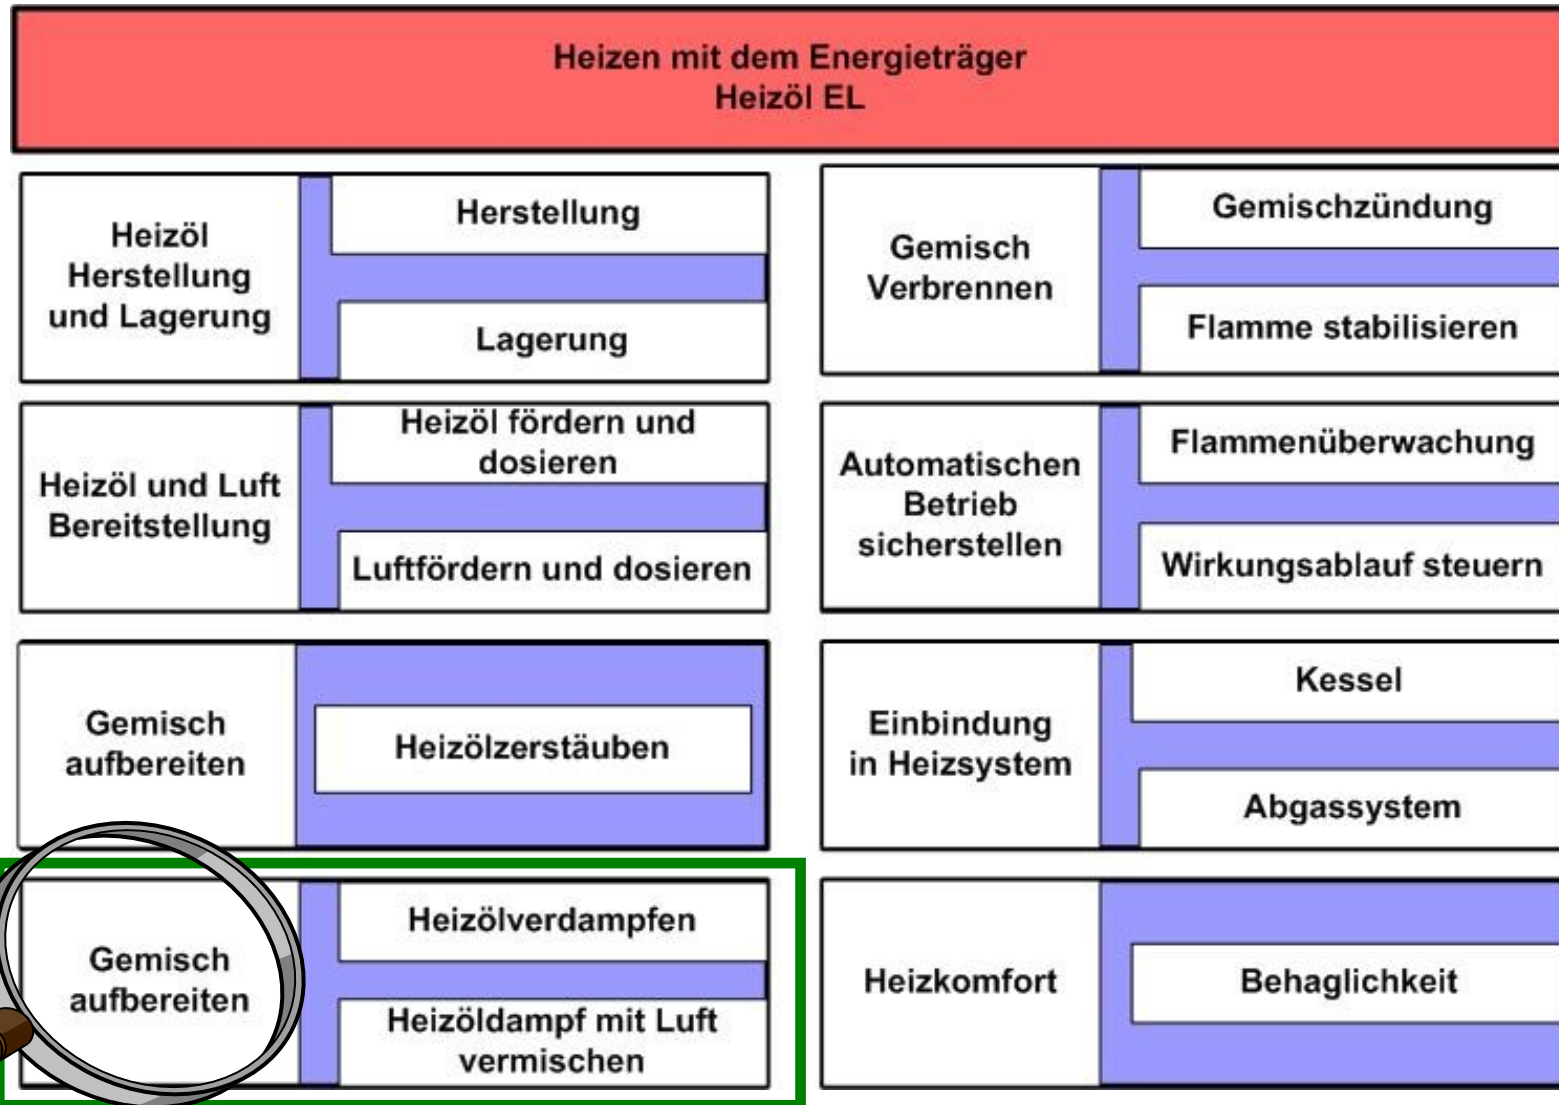 Heizen mit dem Energieträger
Heizöl EL
Heizöl
Herstellung
und Lagerung
Herstellung
Lagerung
Heizöl und Luft
Bereitstellung
Heizöl fördern und
dosieren
Luftfördern und dosieren
Gemisch
aufbereiten
Heizölzerstäuben
Gemisch
aufbereiten
Heizölverdampfen
Heizöldampf mit Luft
vermischen
Gemisch
Verbrennen
Gemischzündung
Flamme stabilisieren
Automatischen
Betrieb
sicherstellen
Flammenüberwachung
Wirkungsablauf steuern
Einbindung
in Heizsystem
Kessel
Abgassystem
Heizkomfort
Behaglichkeit